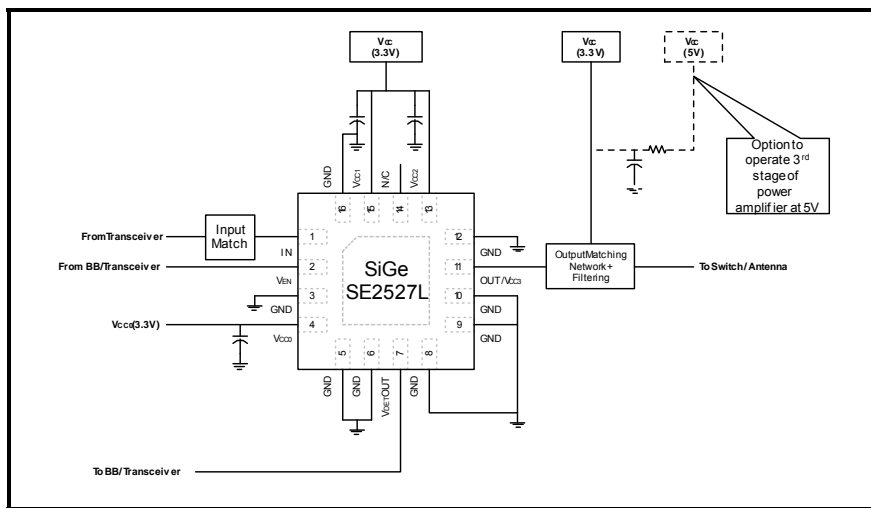 Vcc
(3.3V)
Vcc
(3.3V)
Vcc
(5V)
Option to
operate 3rd
stage of
power
amplifier at 5V
GND
VCC1
N/C
VCC2
16
15
14
13
From Transceiver
Input
Match
1
IN
From BB/Transceiver
2
VEN
3
GND
VCC0(3.3V)
4
VCC0
SiGe
SE2527L
12
GND
11
OUT/VCC3
10
GND
9
GND
Output Matching
Network+
Filtering
To Switch/Antenna
5
6
7
8
GND
GND
VDETOUT
GND
To BB/Transceiver